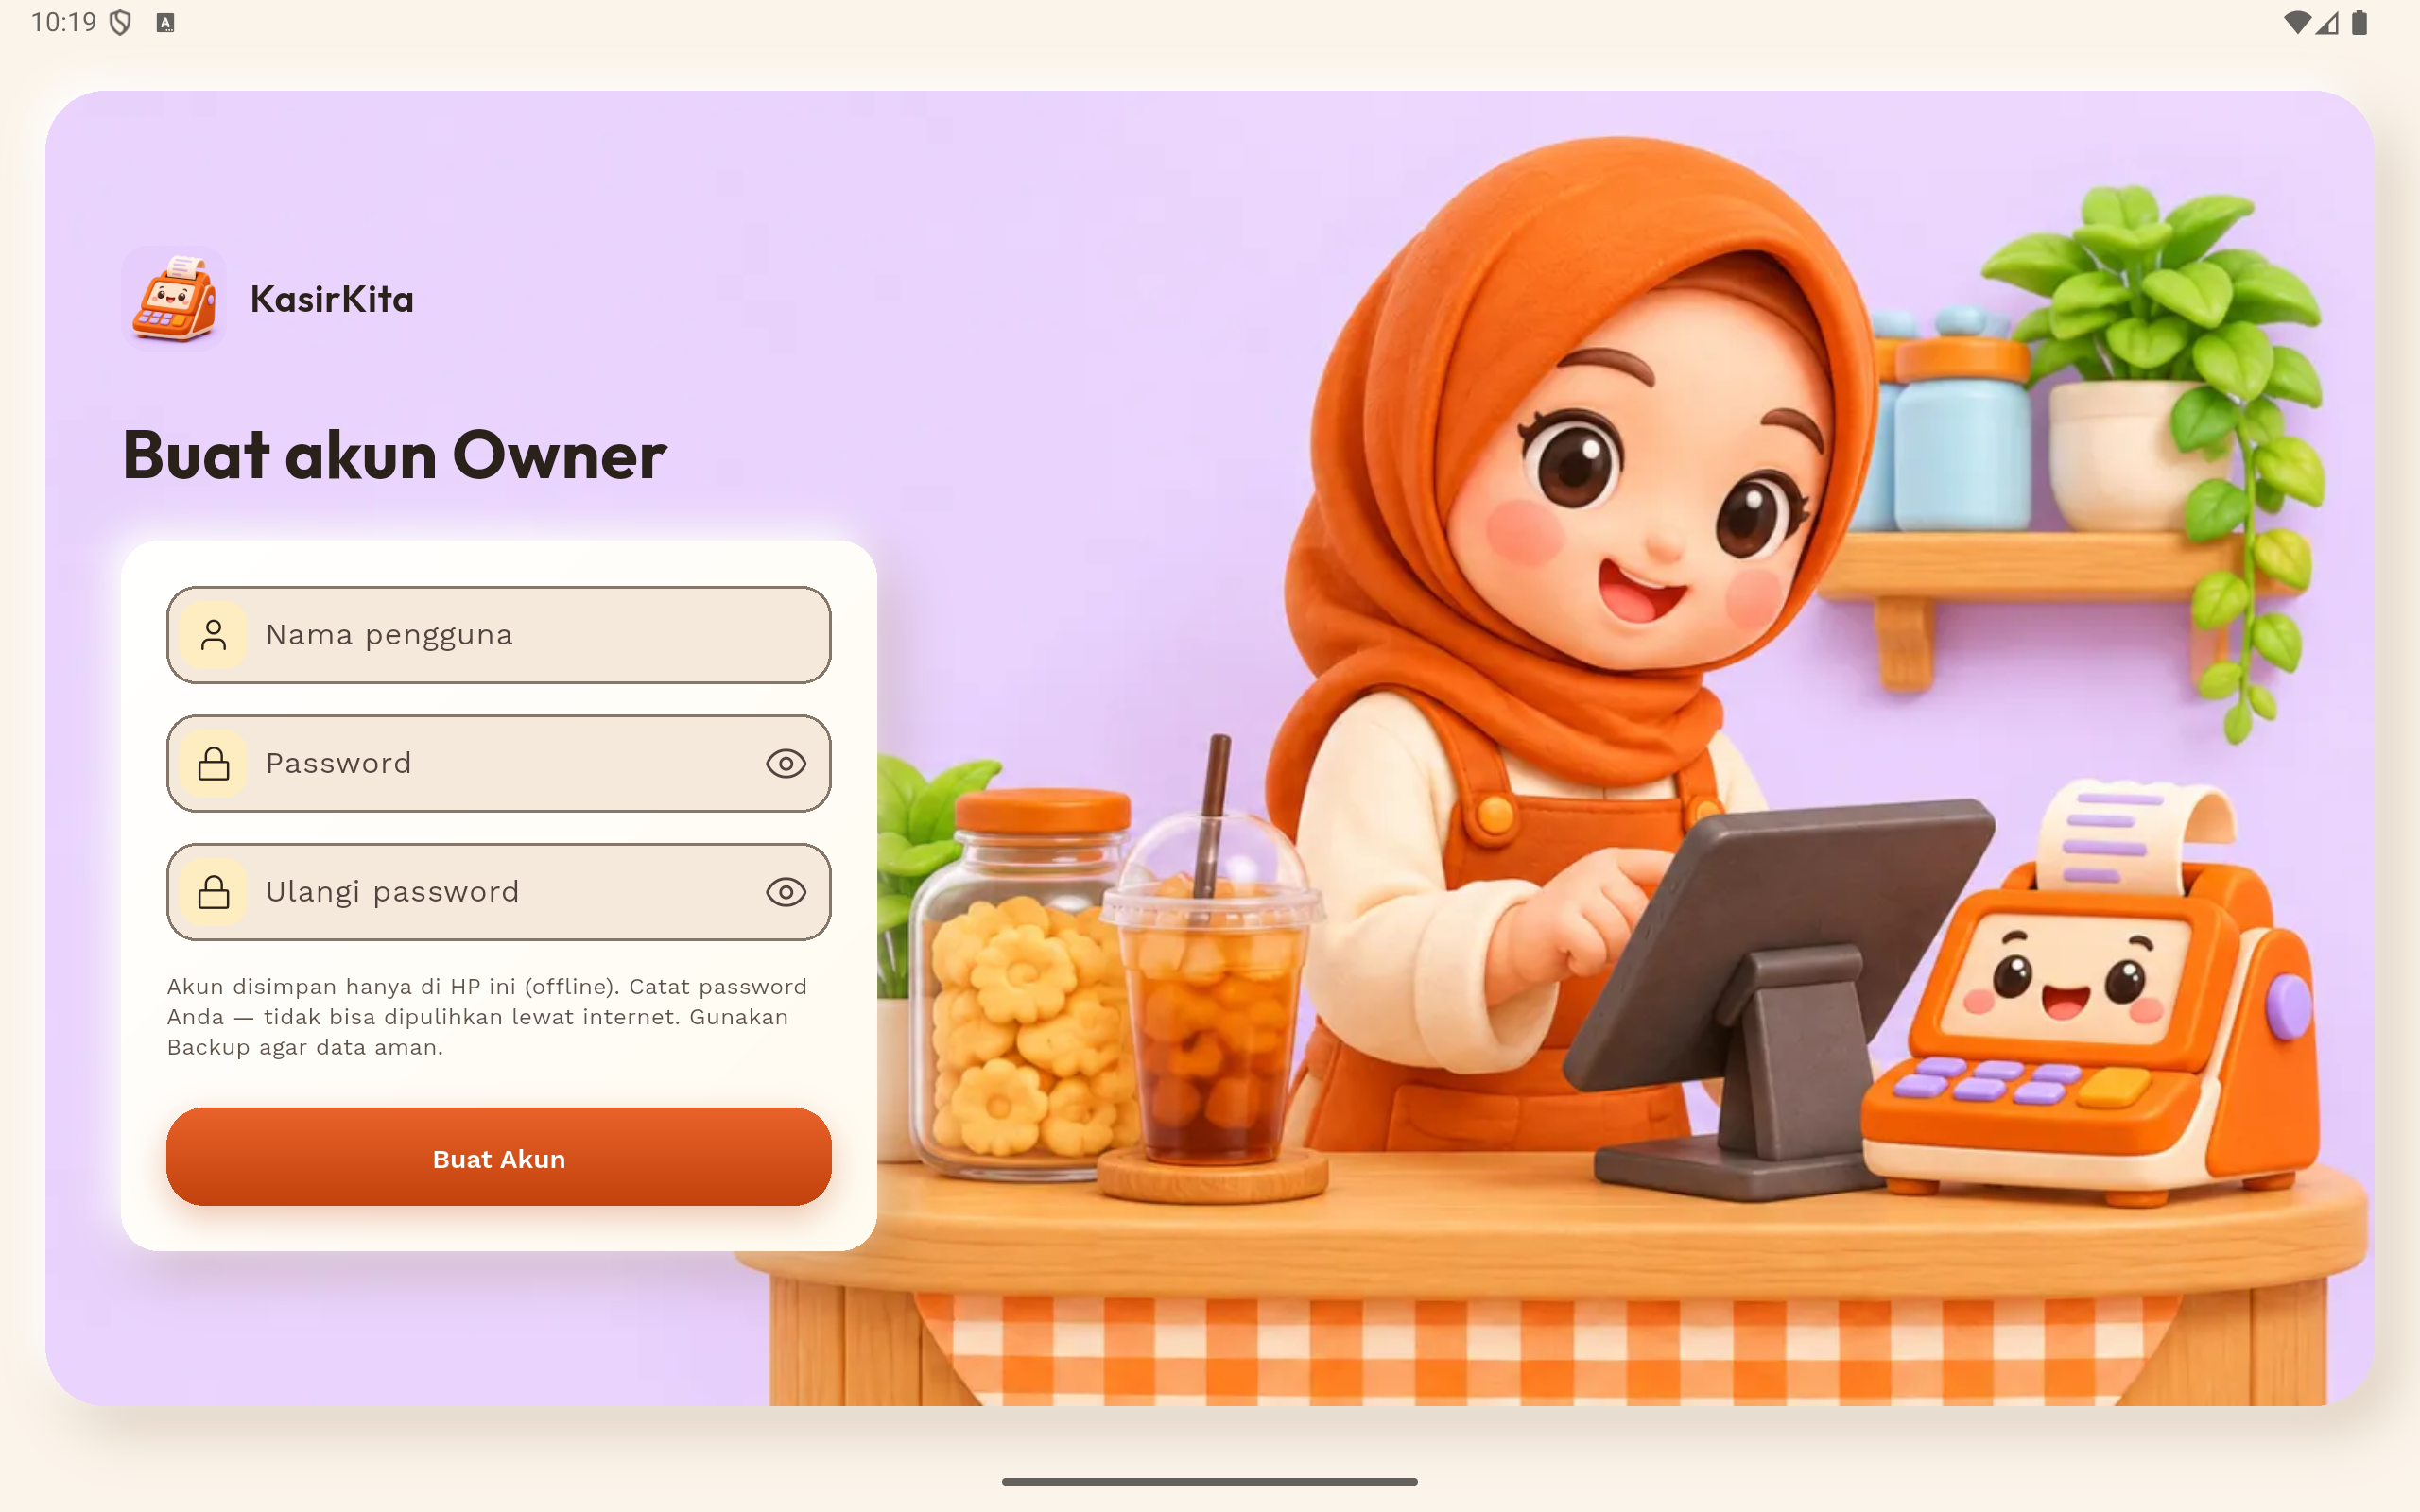 10:19
A
KasirKita
Buat akun Owner
Nama pengguna
Password
Ulangi password
Akun disimpan hanya di HP ini (offline). Catat password
Anda — tidak bisa dipulihkan lewat internet. Gunakan
Backup agar data aman.
Buat Akun